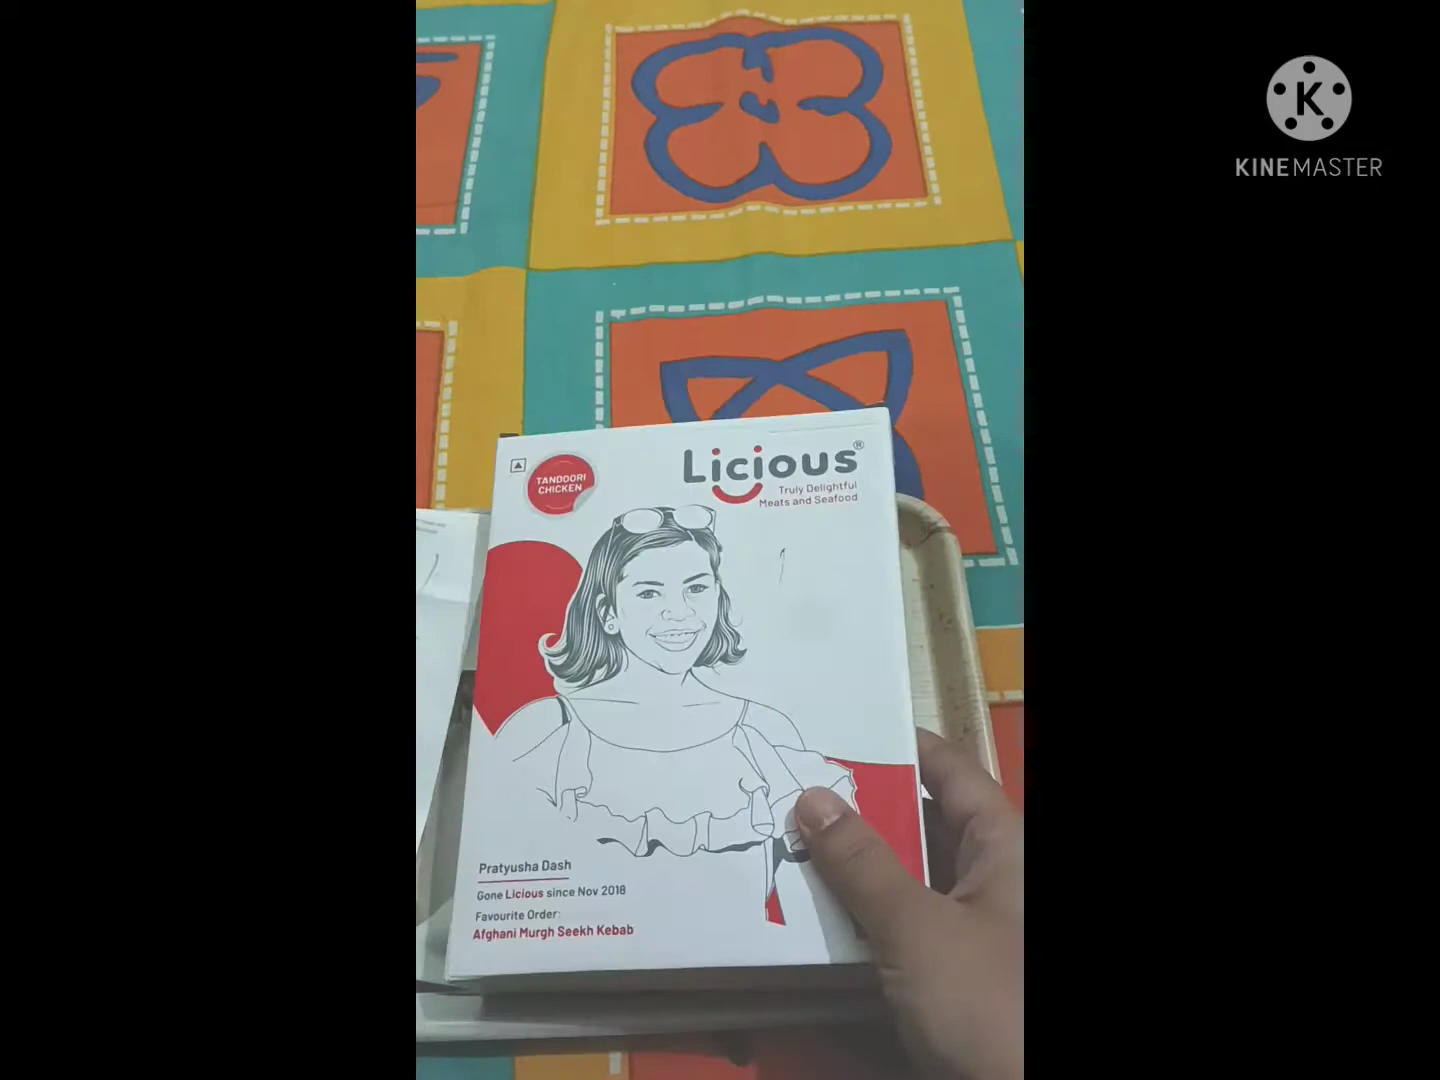 KINEMASTER
TANDOORI
CHICKEN
Licious®
Truly Delightful
Meats and Seafood
Pratyusha Dash
Gone Licious since Nov 2018
Favourite Order:
Afghani Murgh Seekh Kebab